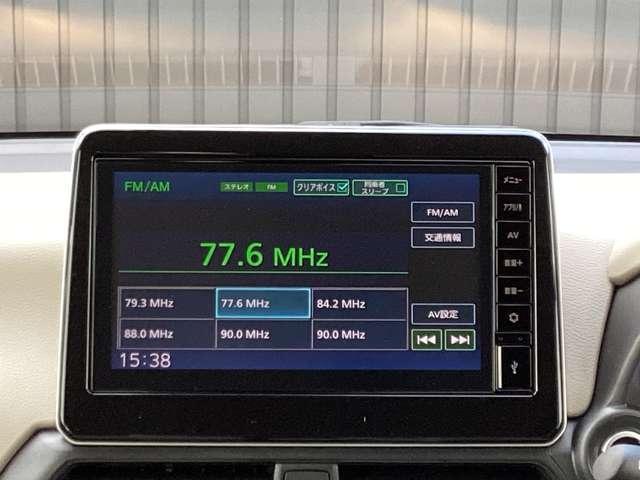 FM/AM ステレオ FM クリアボイス 同乗者スリープ
FM/AM
交通情報
77.6 MHz
79.3 MHz 77.6 MHz 84.2 MHz
88.0 MHz 90.0 MHz 90.0 MHz
AV設定
15:38
メニュー
AV
音量+
音量-